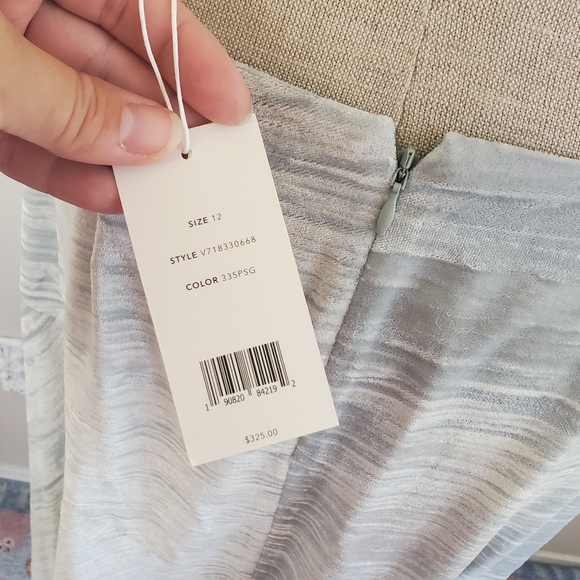 SIZE 12
STYLE V718330668
COLOR 335PSG
1 90820 84219 2
$325.00